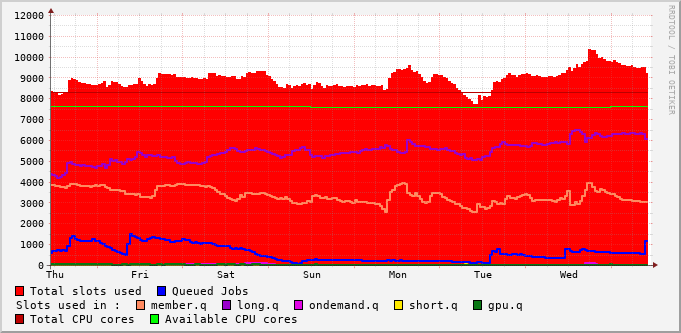 RRDTOOL / TOBI OETIKER
12000
11000
10000
9000
8000
7000
6000
5000
4000
3000
2000
1000
0
Thu Fri Sat Sun Mon Tue Wed
Total slots used Queued Jobs
Slots used in : member.q long.q ondemand.q short.q gpu.q
Total CPU cores Available CPU cores